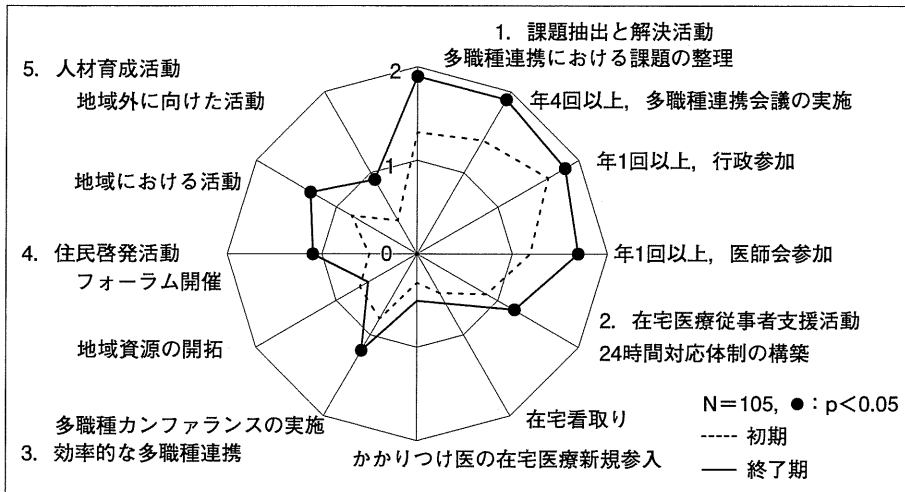 1. 課題抽出と解決活動
多職種連携における課題の整理
年4回以上，多職種連携会議の実施
年1回以上，行政参加
年1回以上，医師会参加
2. 在宅医療従事者支援活動
24時間対応体制の構築
在宅看取り
かかりつけ医の在宅医療新規参入
多職種カンファランスの実施
3. 効率的な多職種連携
地域資源の開拓
4. 住民啓発活動
フォーラム開催
地域における活動
5. 人材育成活動
地域外に向けた活動
2
1
0
N＝105, ●：p＜0.05
初期
終了期